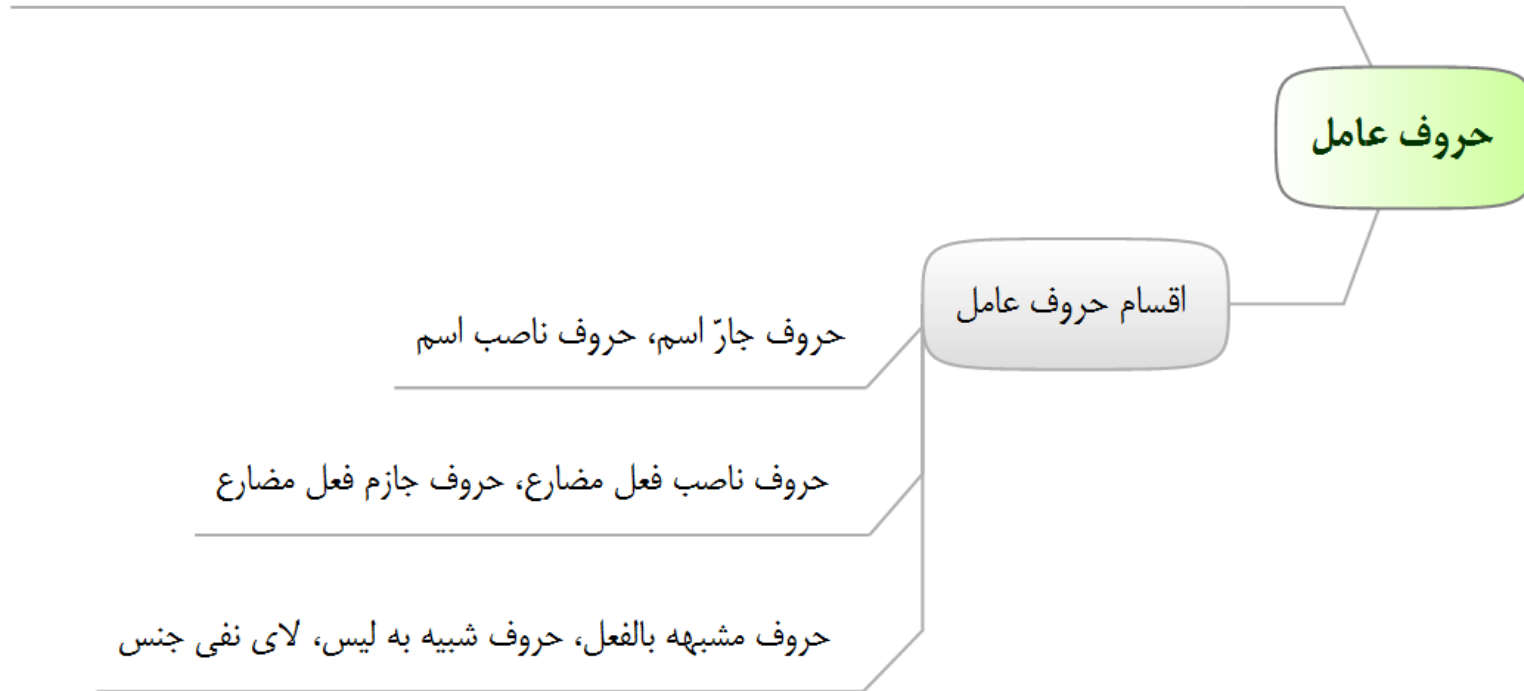 حروف عامل
اقسام حروف عامل
حروف جارّ اسم، حروف ناصب اسم
حروف ناصب فعل مضارع، حروف جازم فعل مضارع
حروف مشبهه بالفعل، حروف شبیه به لیس، لای نفی جنس